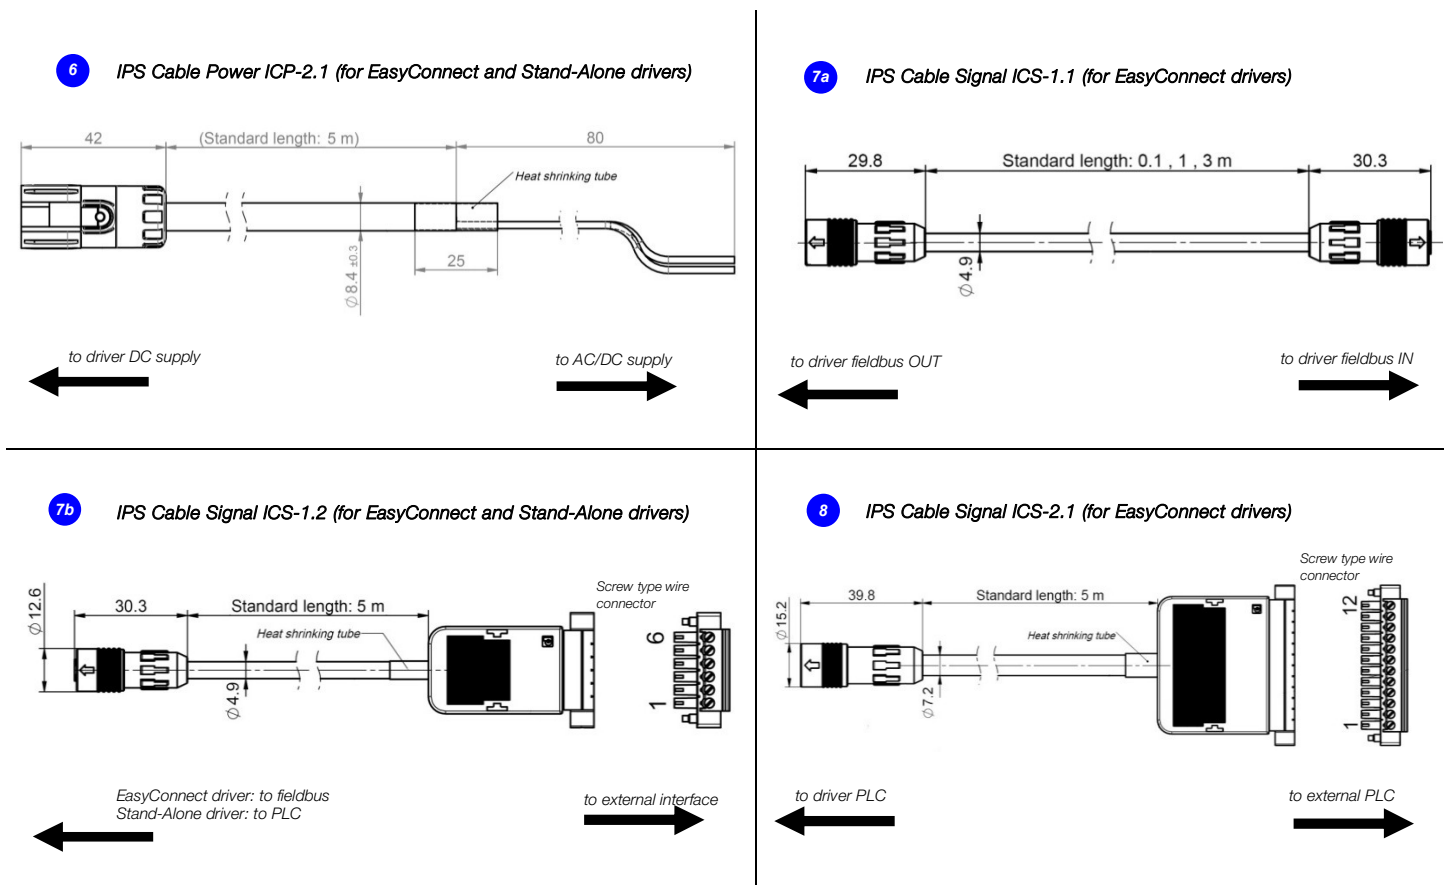 6
IPS Cable Power ICP-2.1 (for EasyConnect and Stand-Alone drivers)
42
(Standard length: 5 m)
80
Heat shrinking tube
25
∅8.4 ±0.3
to driver DC supply
to AC/DC supply
7a
IPS Cable Signal ICS-1.1 (for EasyConnect drivers)
29.8
Standard length: 0.1 , 1 , 3 m
30.3
∅4.9
to driver fieldbus OUT
to driver fieldbus IN
7b
IPS Cable Signal ICS-1.2 (for EasyConnect and Stand-Alone drivers)
∅12.6
30.3
Standard length: 5 m
Heat shrinking tube
∅4.9
Screw type wire
connector
6
1
EasyConnect driver: to fieldbus
Stand-Alone driver: to PLC
to external interface
8
IPS Cable Signal ICS-2.1 (for EasyConnect drivers)
∅15.2
39.8
Standard length: 5 m
Heat shrinking tube
∅7.2
Screw type wire
connector
12
1
to driver PLC
to external PLC